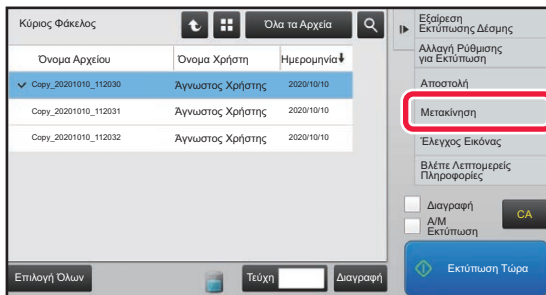 Κύριος Φάκελος
Όλα τα Αρχεία
Όνομα Αρχείου
Όνομα Χρήστη
Ημερομηνία
Copy_20201010_112030
Άγνωστος Χρήστης
2020/10/10
Copy_20201010_112031
Άγνωστος Χρήστης
2020/10/10
Copy_20201010_112032
Άγνωστος Χρήστης
2020/10/10
Επιλογή Όλων
Τεύχη
Διαγραφή
Εξαίρεση
Εκτύπωσης Δέσμης
Αλλαγή Ρύθμισης
για Εκτύπωση
Αποστολή
Μετακίνηση
Έλεγχος Εικόνας
Βλέπε Λεπτομερείς
Πληροφορίες
Διαγραφή
Α/Μ
Εκτύπωση
CA
Εκτύπωση Τώρα